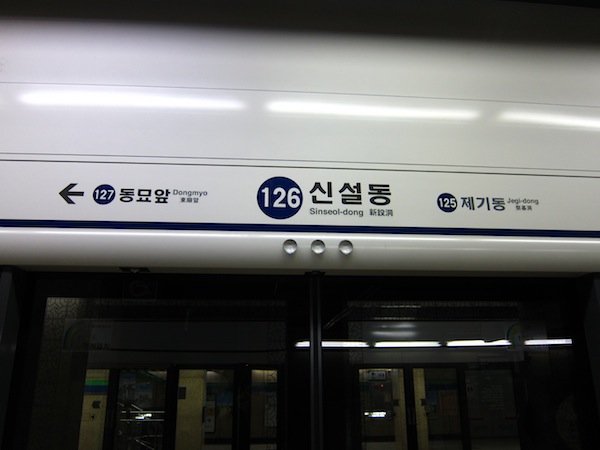 ← 127 동묘앞 Dongmyo
東廟앞
126 신설동
Sinseol-dong 新設洞
125 제기동 Jegi-dong
祭基洞